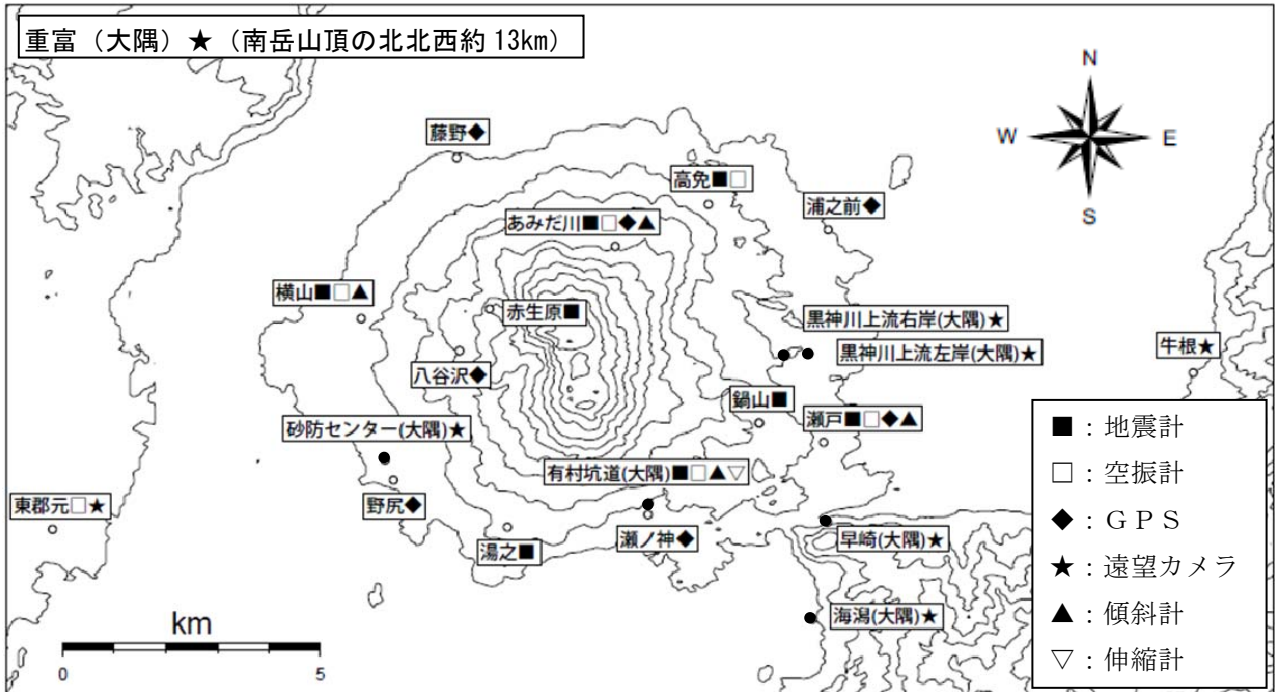 重富（大隅）★（南岳山頂の北北西約13km）
N
W
E
S
藤野◆
高免■□
浦之前◆
あみだ川■□◆▲
横山■□▲
赤生原■
黒神川上流右岸(大隅)★
黒神川上流左岸(大隅)★
牛根★
八谷沢◆
鍋山■
瀬戸■□◆▲
砂防センター(大隅)★
有村坑道(大隅)■□▲▽
東郡元□★
野尻◆
湯之■
瀬ノ神◆
早崎(大隅)★
海潟(大隅)★
km
0
5
■：地震計
□：空振計
◆：ＧＰＳ
★：遠望カメラ
▲：傾斜計
▽：伸縮計